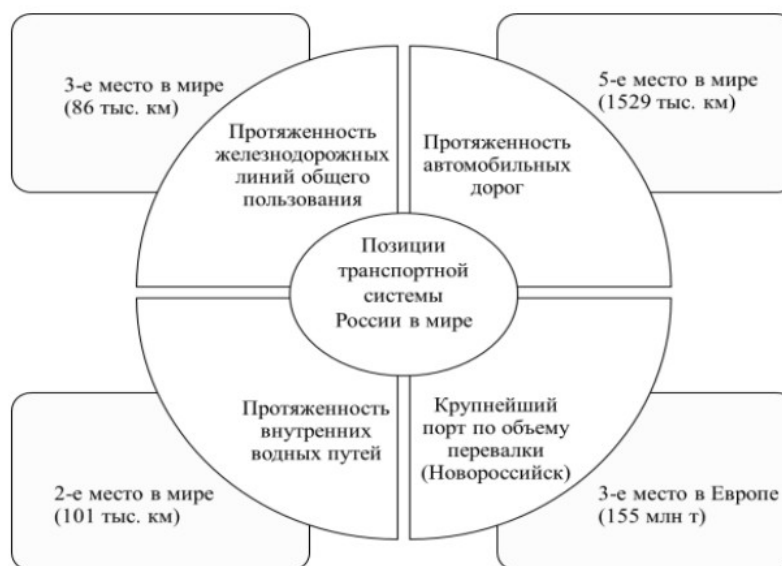 3-е место в мире
(86 тыс. км)
5-е место в мире
(1529 тыс. км)
Протяженность
железнодорожных
линий общего
пользования
Протяженность
автомобильных
дорог
Позиции
транспортной
системы
России в мире
Протяженность
внутренних
водных путей
Крупнейший
порт по объему
перевалки
(Новороссийск)
2-е место в мире
(101 тыс. км)
3-е место в Европе
(155 млн т)